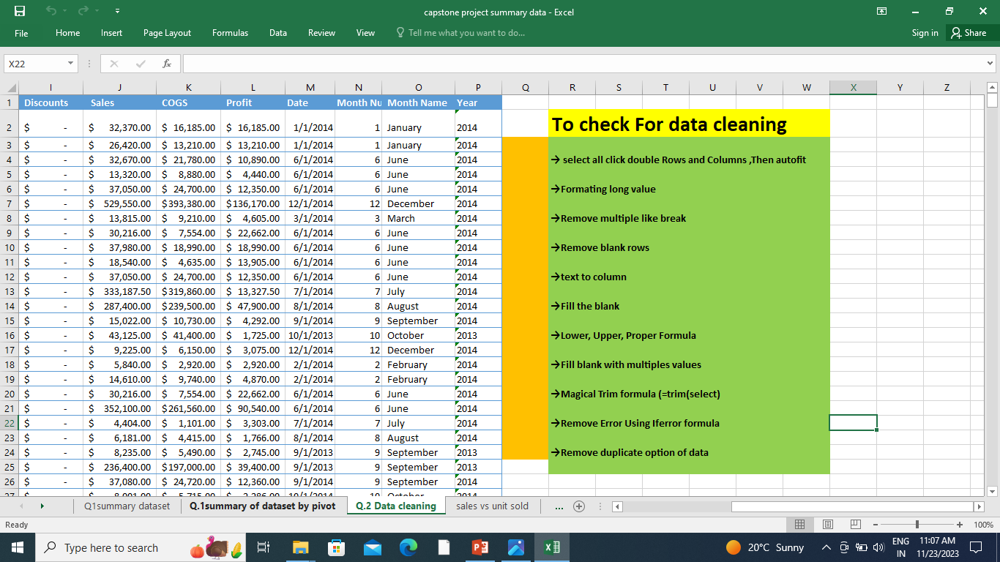 capstone project summary data - Excel
File Home Insert Page Layout Formulas Data Review View Tell me what you want to do... Sign in Share
X22 fx
I J K L M N O P Q R S T U V W X Y Z
1 Discounts Sales COGS Profit Date Month Nu Month Name Year
2 $ - $ 32,370.00 $ 16,185.00 $ 16,185.00 1/1/2014 1 January 2014 To check For data cleaning
3 $ - $ 26,420.00 $ 13,210.00 $ 13,210.00 1/1/2014 1 January 2014
4 $ - $ 32,670.00 $ 21,780.00 $ 10,890.00 6/1/2014 6 June 2014 → select all click double Rows and Columns ,Then autofit
5 $ - $ 13,320.00 $ 8,880.00 $ 4,440.00 6/1/2014 6 June 2014
6 $ - $ 37,050.00 $ 24,700.00 $ 12,350.00 6/1/2014 6 June 2014 →Formating long value
7 $ - $ 529,550.00 $393,380.00 $136,170.00 12/1/2014 12 December 2014
8 $ - $ 13,815.00 $ 9,210.00 $ 4,605.00 3/1/2014 3 March 2014 →Remove multiple like break
9 $ - $ 30,216.00 $ 7,554.00 $ 22,662.00 6/1/2014 6 June 2014
10 $ - $ 37,980.00 $ 18,990.00 $ 18,990.00 6/1/2014 6 June 2014 →Remove blank rows
11 $ - $ 18,540.00 $ 4,635.00 $ 13,905.00 6/1/2014 6 June 2014
12 $ - $ 37,050.00 $ 24,700.00 $ 12,350.00 6/1/2014 6 June 2014 →text to column
13 $ - $ 333,187.50 $319,860.00 $ 13,327.50 7/1/2014 7 July 2014
14 $ - $ 287,400.00 $239,500.00 $ 47,900.00 8/1/2014 8 August 2014 →Fill the blank
15 $ - $ 15,022.00 $ 10,730.00 $ 4,292.00 9/1/2014 9 September 2014
16 $ - $ 43,125.00 $ 41,400.00 $ 1,725.00 10/1/2013 10 October 2013 →Lower, Upper, Proper Formula
17 $ - $ 9,225.00 $ 6,150.00 $ 3,075.00 12/1/2014 12 December 2014
18 $ - $ 5,840.00 $ 2,920.00 $ 2,920.00 2/1/2014 2 February 2014 →Fill blank with multiples values
19 $ - $ 14,610.00 $ 9,740.00 $ 4,870.00 2/1/2014 2 February 2014
20 $ - $ 30,216.00 $ 7,554.00 $ 22,662.00 6/1/2014 6 June 2014 →Magical Trim formula (=trim(select)
21 $ - $ 352,100.00 $261,560.00 $ 90,540.00 6/1/2014 6 June 2014
22 $ - $ 4,404.00 $ 1,101.00 $ 3,303.00 7/1/2014 7 July 2014 →Remove Error Using Iferror formula
23 $ - $ 6,181.00 $ 4,415.00 $ 1,766.00 8/1/2014 8 August 2014
24 $ - $ 8,235.00 $ 5,490.00 $ 2,745.00 9/1/2013 9 September 2013 →Remove duplicate option of data
25 $ - $ 236,400.00 $197,000.00 $ 39,400.00 9/1/2013 9 September 2013
26 $ - $ 37,080.00 $ 24,720.00 $ 12,360.00 9/1/2014 9 September 2014
Q1summary dataset Q.1summary of dataset by pivot Q.2 Data cleaning sales vs unit sold ...
Ready 100%
Type here to search 20°C Sunny ENG 11:07 AM
IN 11/23/2023